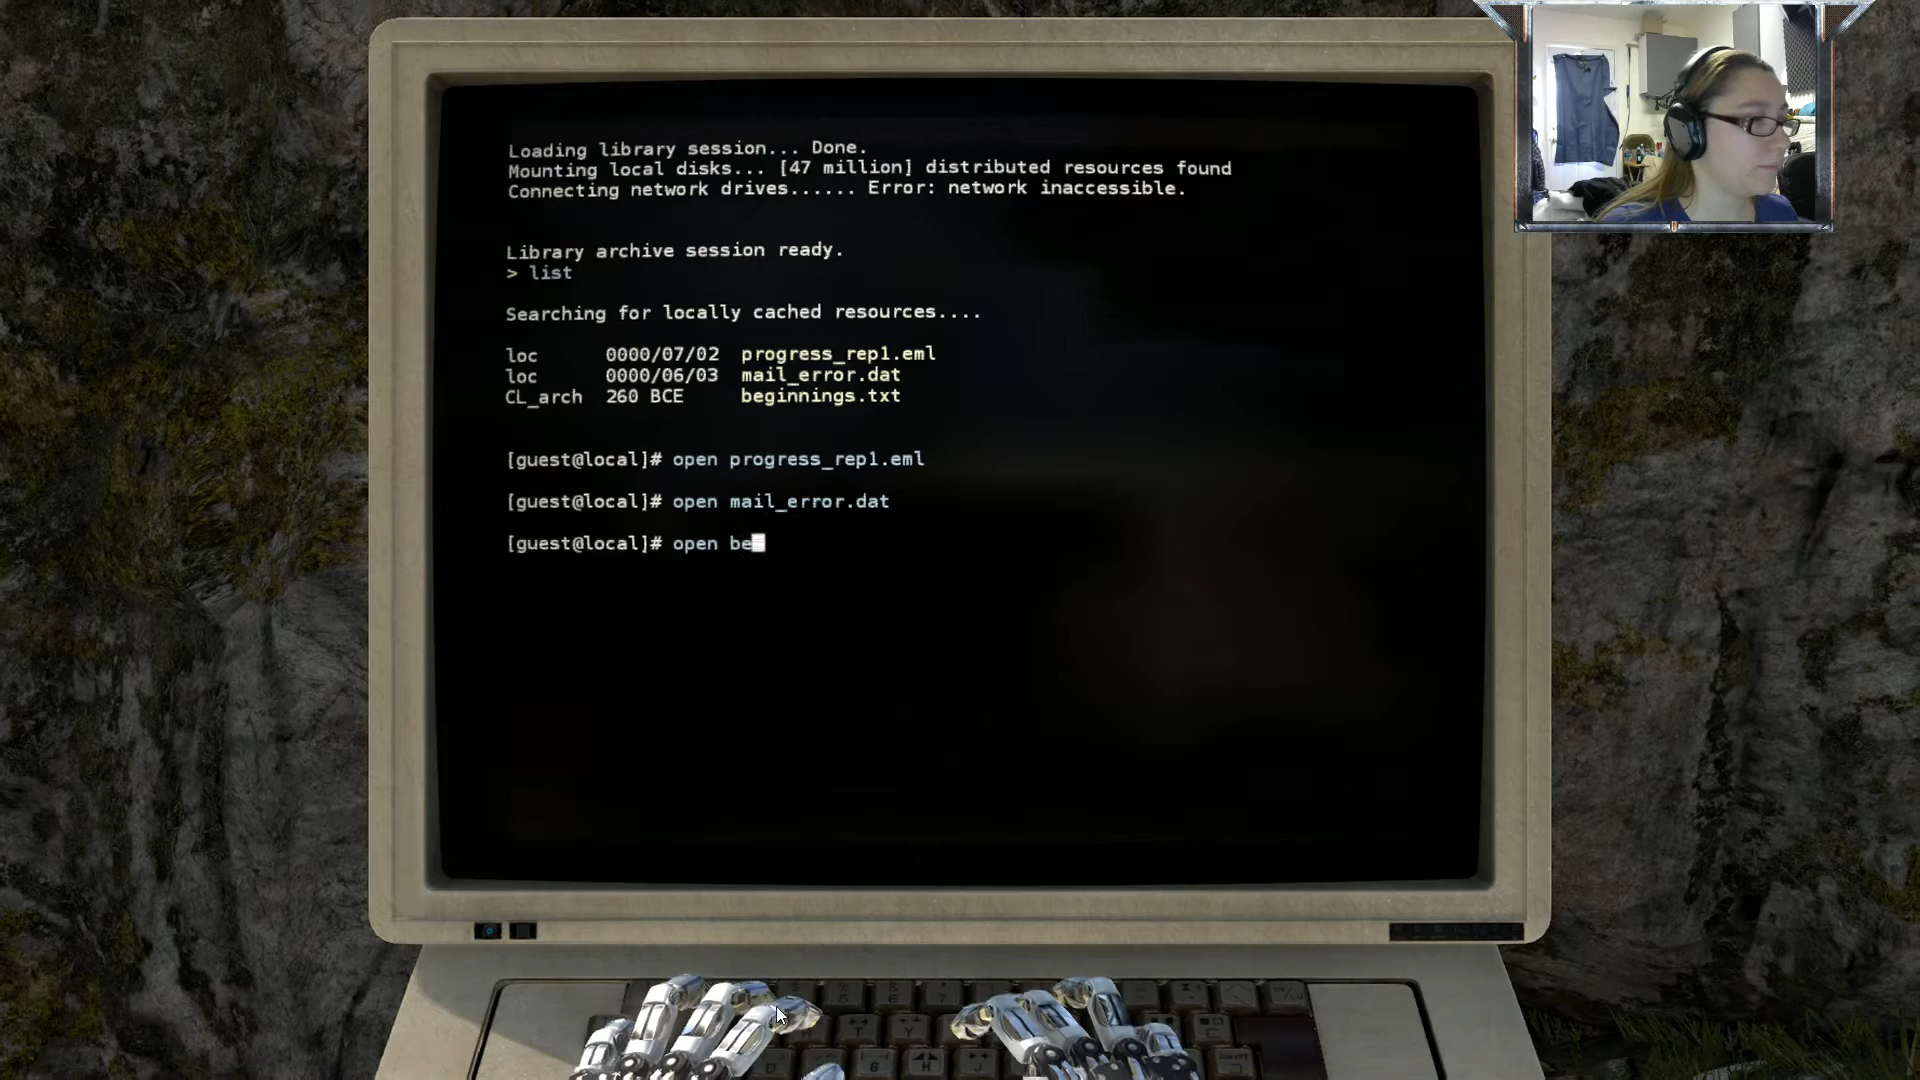 Loading library session... Done.
Mounting local disks... [47 million] distributed resources found
Connecting network drives...... Error: network inaccessible.
Library archive session ready.
> list
Searching for locally cached resources....
loc 0000/07/02 progress_rep1.eml
loc 0000/06/03 mail_error.dat
CL_arch 260 BCE beginnings.txt
[guest@local]# open progress_rep1.eml
[guest@local]# open mail_error.dat
[guest@local]# open be